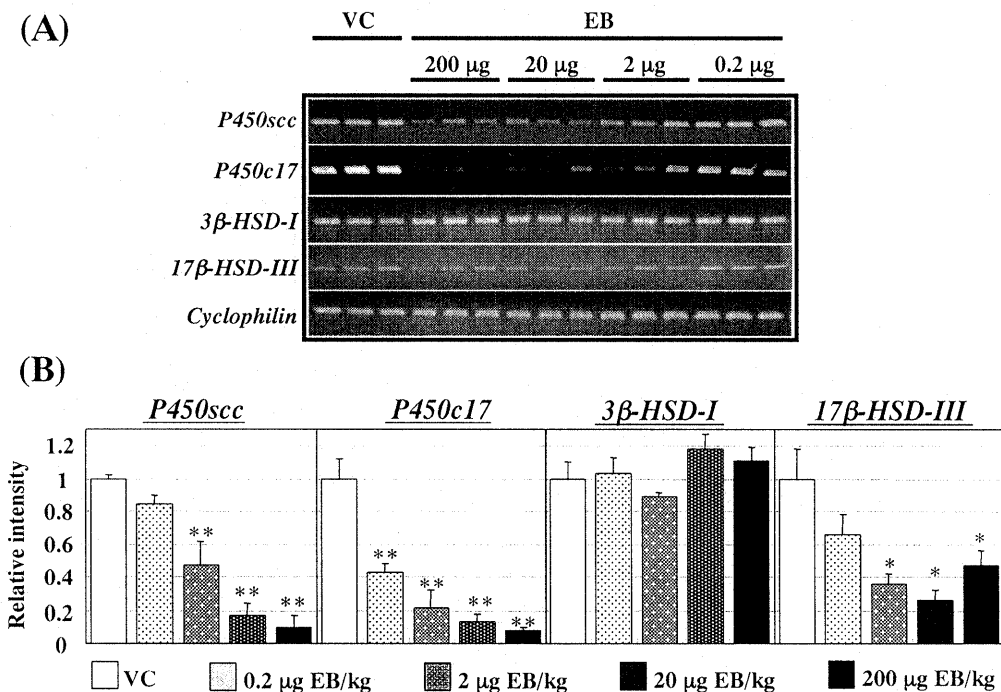 (A)
VC EB
200 µg 20 µg 2 µg 0.2 µg
P450scc
P450c17
3β-HSD-I
17β-HSD-III
Cyclophilin
(B)
P450scc P450c17 3β-HSD-I 17β-HSD-III
Relative intensity
1.2
1
0.8
0.6
0.4
0.2
0
** ** **
** ** ** **
* * *
VC 0.2 µg EB/kg 2 µg EB/kg 20 µg EB/kg 200 µg EB/kg